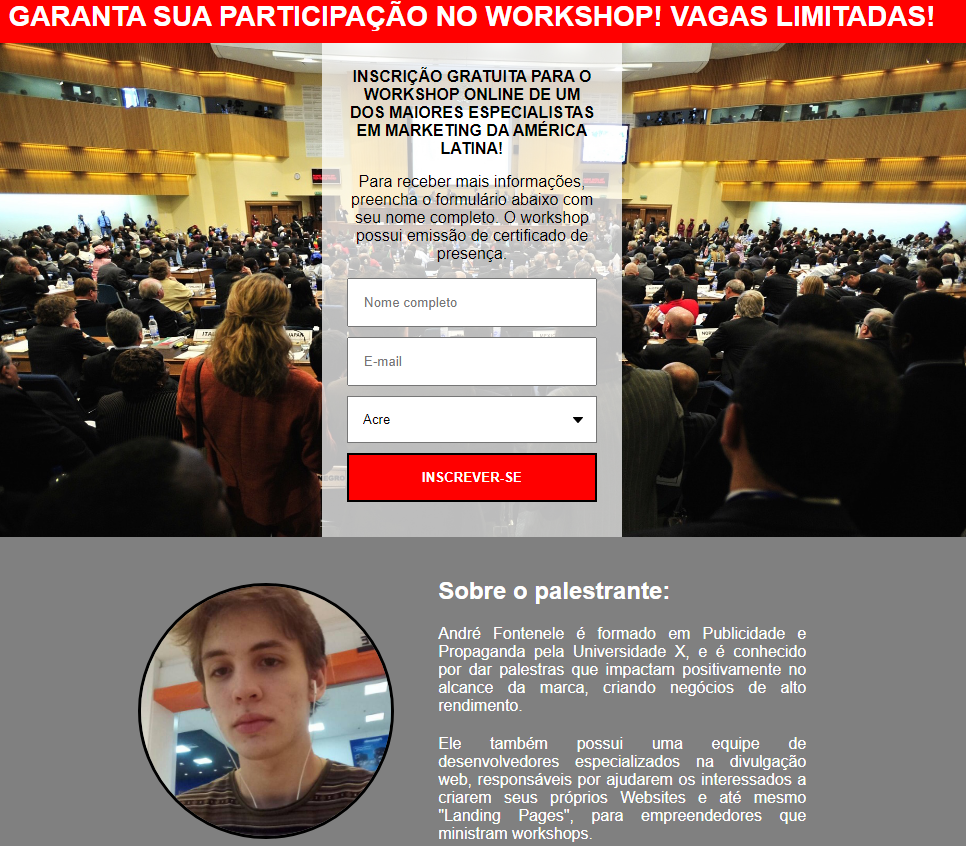 GARANTA SUA PARTICIPAÇÃO NO WORKSHOP! VAGAS LIMITADAS!
INSCRIÇÃO GRATUITA PARA O
WORKSHOP ONLINE DE UM
DOS MAIORES ESPECIALISTAS
EM MARKETING DA AMÉRICA
LATINA!
Para receber mais informações,
preencha o formulário abaixo com
seu nome completo. O workshop
possui emissão de certificado de
presença.
Nome completo
E-mail
Acre
INSCREVER-SE
Sobre o palestrante:
André Fontenele é formado em Publicidade e
Propaganda pela Universidade X, e é conhecido
por dar palestras que impactam positivamente no
alcance da marca, criando negócios de alto
rendimento.
Ele também possui uma equipe de
desenvolvedores especializados na divulgação
web, responsáveis por ajudarem os interessados a
criarem seus próprios Websites e até mesmo
"Landing Pages", para empreendedores que
ministram workshops.